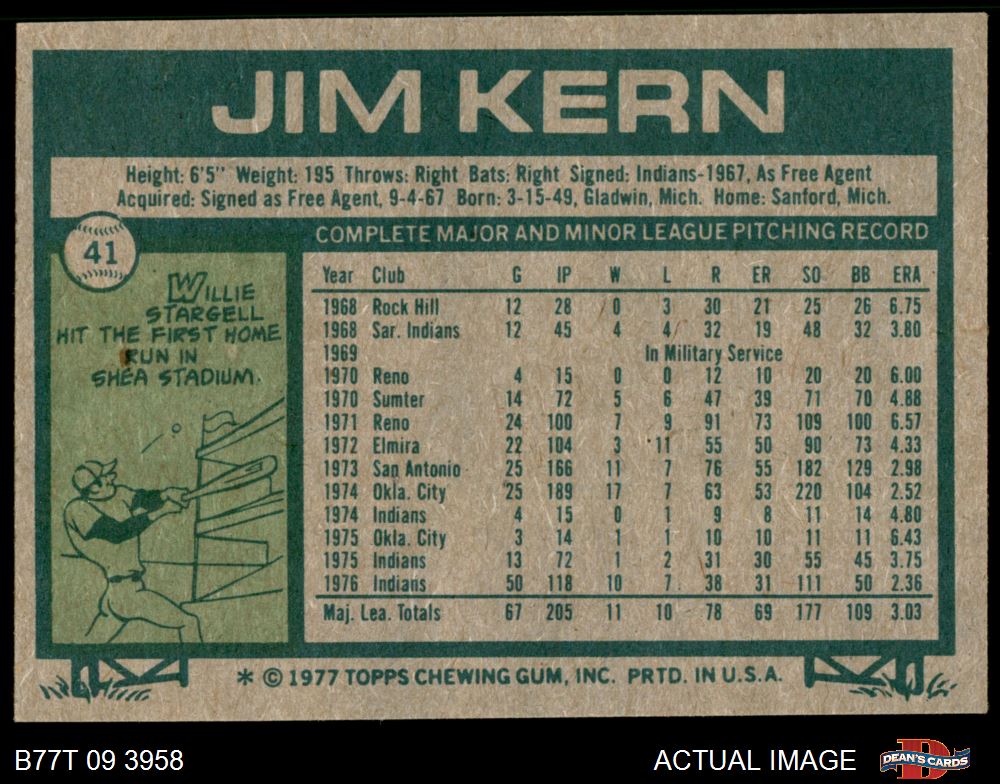 JIM KERN
Height: 6'5" Weight: 195 Throws: Right Bats: Right Signed: Indians-1967, As Free Agent
Acquired: Signed as Free Agent, 9-4-67 Born: 3-15-49, Gladwin, Mich. Home: Sanford, Mich.
41
WILLIE
STARGELL
HIT THE FIRST HOME
RUN IN
SHEA STADIUM.
COMPLETE MAJOR AND MINOR LEAGUE PITCHING RECORD
Year Club G IP W L R ER SO BB ERA
1968 Rock Hill 12 28 0 3 30 21 25 26 6.75
1968 Sar. Indians 12 45 4 4 32 19 48 32 3.80
1969 In Military Service
1970 Reno 4 15 0 0 12 10 20 20 6.00
1970 Sumter 14 72 5 6 47 39 71 70 4.88
1971 Reno 24 100 7 9 91 73 109 100 6.57
1972 Elmira 22 104 3 11 55 50 90 73 4.33
1973 San Antonio 25 166 11 7 76 55 182 129 2.98
1974 Okla. City 25 189 17 7 63 53 220 104 2.52
1974 Indians 4 15 0 1 9 8 11 14 4.80
1975 Okla. City 3 14 1 1 10 10 11 11 6.43
1975 Indians 13 72 1 2 31 30 55 45 3.75
1976 Indians 50 118 10 7 38 31 111 50 2.36
Maj. Lea. Totals 67 205 11 10 78 69 177 109 3.03
* © 1977 TOPPS CHEWING GUM, INC. PRTD. IN U.S.A.
B77T 09 3958
ACTUAL IMAGE
D
DEAN'S CARDS